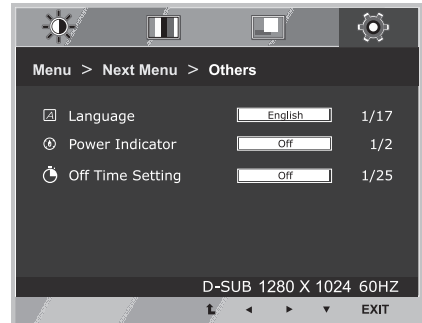 Menu > Next Menu > Others
Language English 1/17
Power Indicator Off 1/2
Off Time Setting Off 1/25
D-SUB 1280 X 1024 60HZ
EXIT